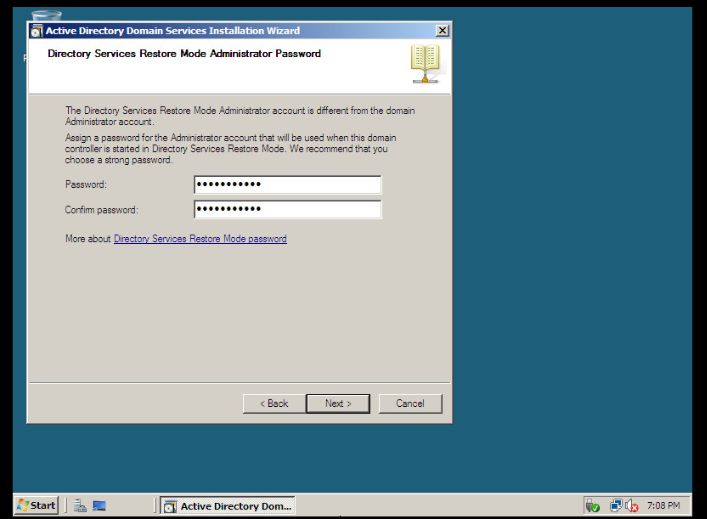 Active Directory Domain Services Installation Wizard
Directory Services Restore Mode Administrator Password
The Directory Services Restore Mode Administrator account is different from the domain
Administrator account.
Assign a password for the Administrator account that will be used when this domain
controller is started in Directory Services Restore Mode. We recommend that you
choose a strong password.
Password:
Confirm password:
More about Directory Services Restore Mode password
< Back
Next >
Cancel
Start
Active Directory Dom...
7:08 PM